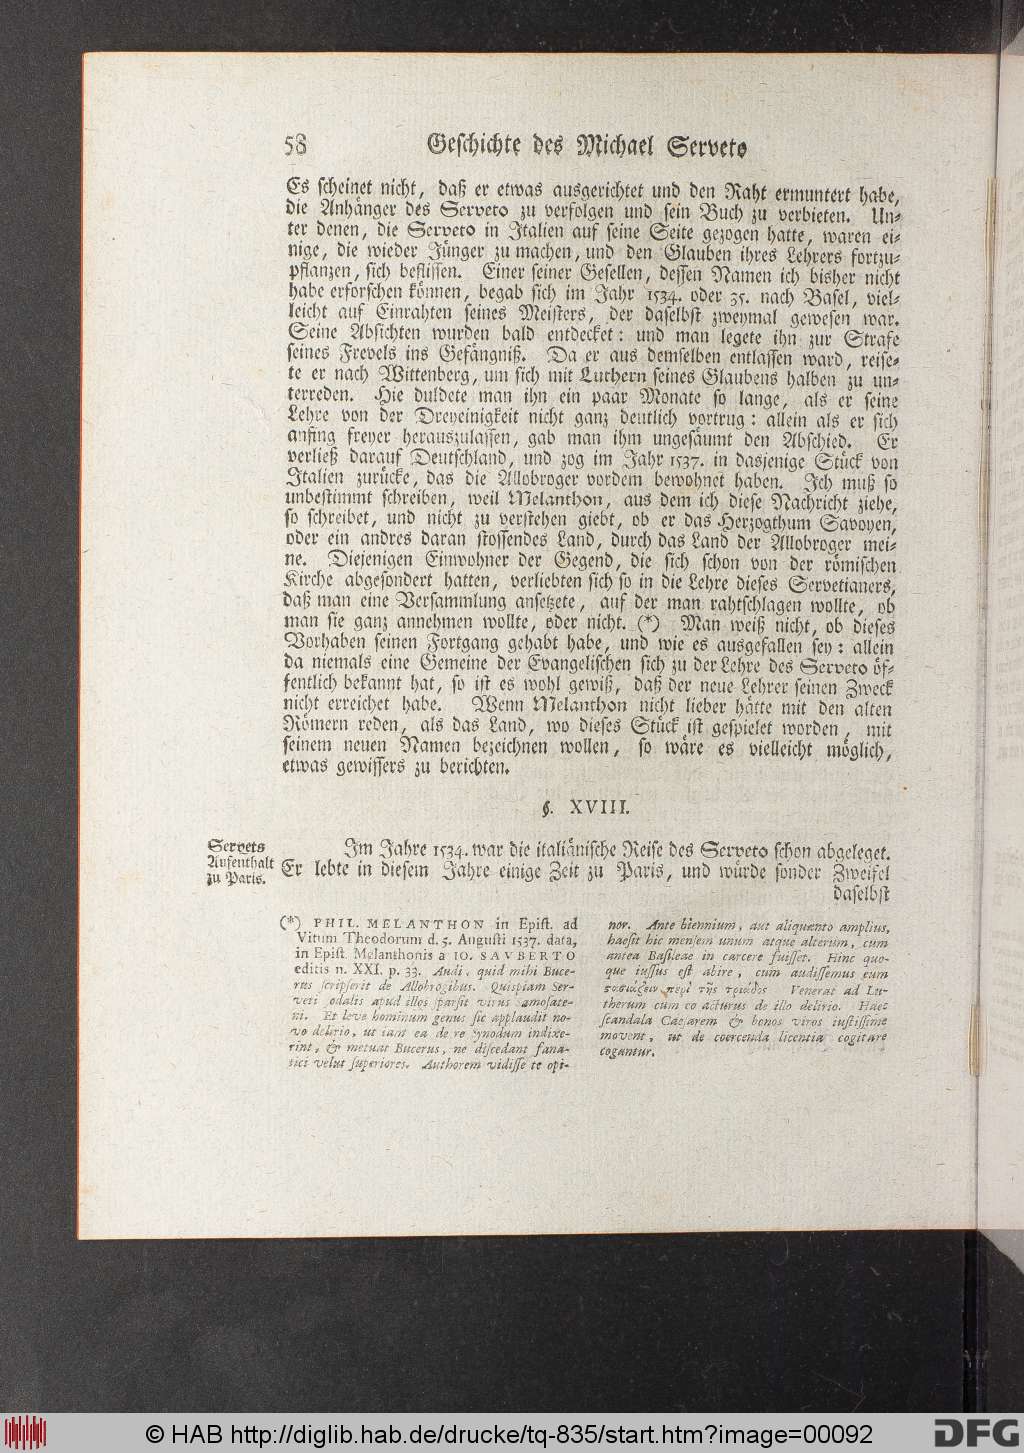 58 Geschichte des Michael Serveto
Es scheinet nicht, daß er etwas ausgerichtet und den Raht ermuntert habe,
die Anhänger des Serveto zu verfolgen und sein Buch zu verbieten. Un-
ter denen, die Serveto in Italien auf seine Seite gezogen hatte, waren ei-
nige, die wieder Jünger zu machen, und den Glauben ihres Lehrers fortzu-
pflanzen, sich beflissen. Einer seiner Gesellen, dessen Namen ich bisher nicht
habe erforschen können, begab sich im Jahr 1534. oder 35. nach Basel, viel-
leicht auf Einrahten seines Meisters, der daselbst zweymal gewesen war.
Seine Absichten wurden bald entdecket: und man legete ihn zur Strafe
seines Frevels ins Gefängniß. Da er aus demselben entlassen ward, reise-
te er nach Wittenberg, um sich mit Luthern seines Glaubens halben zu un-
terreden. Hie duldete man ihn ein paar Monate so lange, als er seine
Lehre von der Dreyeinigkeit nicht ganz deutlich vortrug: allein als er sich
anfing freyer herauszulassen, gab man ihm ungesäumt den Abschied. Er
verließ darauf Deutschland, und zog im Jahr 1537. in dasjenige Stück von
Italien zurücke, das die Allobroger vordem bewohnet haben. Ich muß so
unbestimmt schreiben, weil Melanthon, aus dem ich diese Nachricht ziehe,
so schreibet, und nicht zu verstehen giebt, ob er das Herzogthum Savoyen,
oder ein andres daran stossendes Land, durch das Land der Allobroger mei-
ne. Diejenigen Einwohner der Gegend, die sich schon von der römischen
Kirche abgesondert hatten, verliebten sich so in die Lehre dieses Servetianers,
daß man eine Versammlung ansetzete, auf der man rahtschlagen wollte, ob
man sie ganz annehmen wollte, oder nicht. (*) Man weiß nicht, ob dieses
Vorhaben seinen Fortgang gehabt habe, und wie es ausgefallen sey: allein
da niemals eine Gemeine der Evangelischen sich zu der Lehre des Serveto öf-
fentlich bekannt hat, so ist es wohl gewiß, daß der neue Lehrer seinen Zweck
nicht erreichet habe. Wenn Melanthon nicht lieber hätte mit den alten
Römern reden, als das Land, wo dieses Stück ist gespielet worden, mit
seinem neuen Namen bezeichnen wollen, so wäre es vielleicht möglich,
etwas gewissers zu berichten.
§. XVIII.
Servets
Aufenthalt
zu Paris.
Im Jahre 1534. war die italiänische Reise des Serveto schon abgeleget.
Er lebte in diesem Jahre einige Zeit zu Paris, und würde sonder Zweifel
daselbst
(*) PHIL. MELANTHON in Epist. ad
Vitum Theodorum d. 5. Augusti 1537. data,
in Epist. Melanthonis a IO. SAVBERTO
editis n. XXI. p. 33. Audi, quid mihi Buce-
rus scripserit de Allobrogibus. Quispiam Ser-
veti sodalis apud illos sparsit virus Samosate-
ni. Et leve hominum genus sic applaudit no-
vo delirio, ut iam ea de re Synodum indixe-
rint, & metuat Bucerus, ne discedant fana-
tici velut superiores. Authorem vidisse te opi-
nor. Ante biennium, aut aliquanto amplius,
haesit hic mensem unum atque alterum, cum
antea Basileae in carcere fuisset. Hinc quo-
que iussus est abire, cum audissemus eum
περὶ τῆς τριάδος Venerat ad Lu-
therum cum eo acturus de illo delirio. Haec
scandala Caesarem & bonos viros iustissime
movent, ut de coercenda licentia cogitare
cogantur.
© HAB http://diglib.hab.de/drucke/tq-835/start.htm?image=00092
DFG